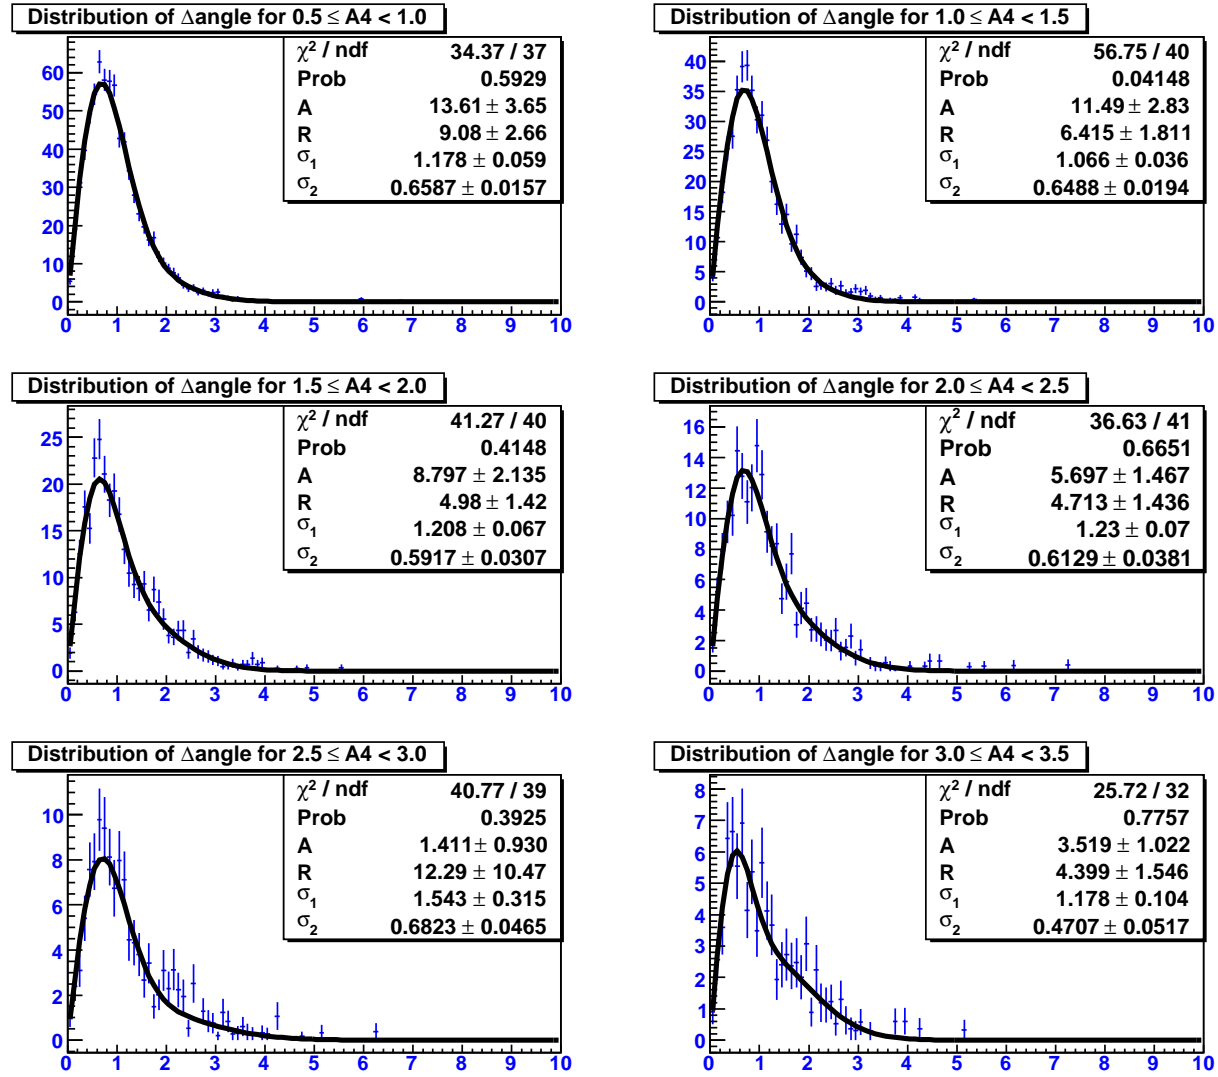 Distribution of Δangle for 0.5 ≤ A4 < 1.0
χ² / ndf 34.37 / 37
Prob 0.5929
A 13.61 ± 3.65
R 9.08 ± 2.66
σ₁ 1.178 ± 0.059
σ₂ 0.6587 ± 0.0157
60
50
40
30
20
10
0
0 1 2 3 4 5 6 7 8 9 10
Distribution of Δangle for 1.0 ≤ A4 < 1.5
χ² / ndf 56.75 / 40
Prob 0.04148
A 11.49 ± 2.83
R 6.415 ± 1.811
σ₁ 1.066 ± 0.036
σ₂ 0.6488 ± 0.0194
40
35
30
25
20
15
10
5
0
0 1 2 3 4 5 6 7 8 9 10
Distribution of Δangle for 1.5 ≤ A4 < 2.0
χ² / ndf 41.27 / 40
Prob 0.4148
A 8.797 ± 2.135
R 4.98 ± 1.42
σ₁ 1.208 ± 0.067
σ₂ 0.5917 ± 0.0307
25
20
15
10
5
0
0 1 2 3 4 5 6 7 8 9 10
Distribution of Δangle for 2.0 ≤ A4 < 2.5
χ² / ndf 36.63 / 41
Prob 0.6651
A 5.697 ± 1.467
R 4.713 ± 1.436
σ₁ 1.23 ± 0.07
σ₂ 0.6129 ± 0.0381
16
14
12
10
8
6
4
2
0
0 1 2 3 4 5 6 7 8 9 10
Distribution of Δangle for 2.5 ≤ A4 < 3.0
χ² / ndf 40.77 / 39
Prob 0.3925
A 1.411 ± 0.930
R 12.29 ± 10.47
σ₁ 1.543 ± 0.315
σ₂ 0.6823 ± 0.0465
10
8
6
4
2
0
0 1 2 3 4 5 6 7 8 9 10
Distribution of Δangle for 3.0 ≤ A4 < 3.5
χ² / ndf 25.72 / 32
Prob 0.7757
A 3.519 ± 1.022
R 4.399 ± 1.546
σ₁ 1.178 ± 0.104
σ₂ 0.4707 ± 0.0517
8
7
6
5
4
3
2
1
0
0 1 2 3 4 5 6 7 8 9 10